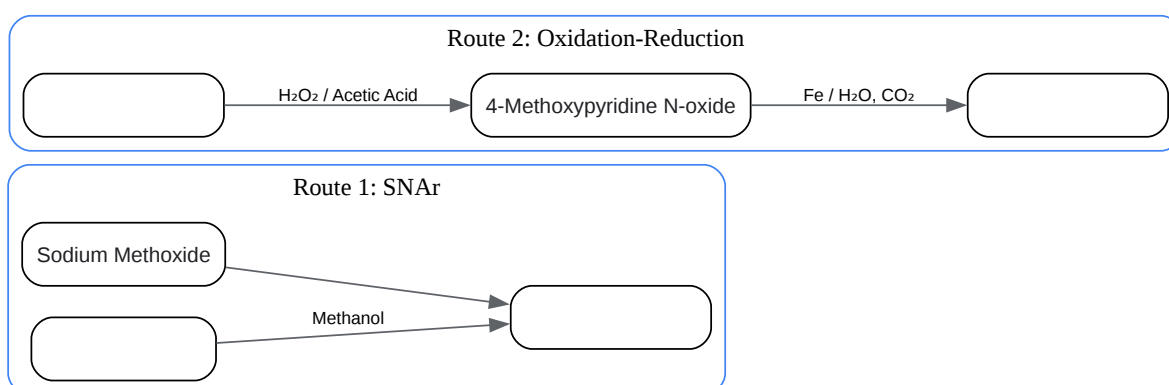 Route 2: Oxidation-Reduction
H₂O₂ / Acetic Acid
4-Methoxypyridine N-oxide
Fe / H₂O, CO₂
Route 1: SNAr
Sodium Methoxide
Methanol